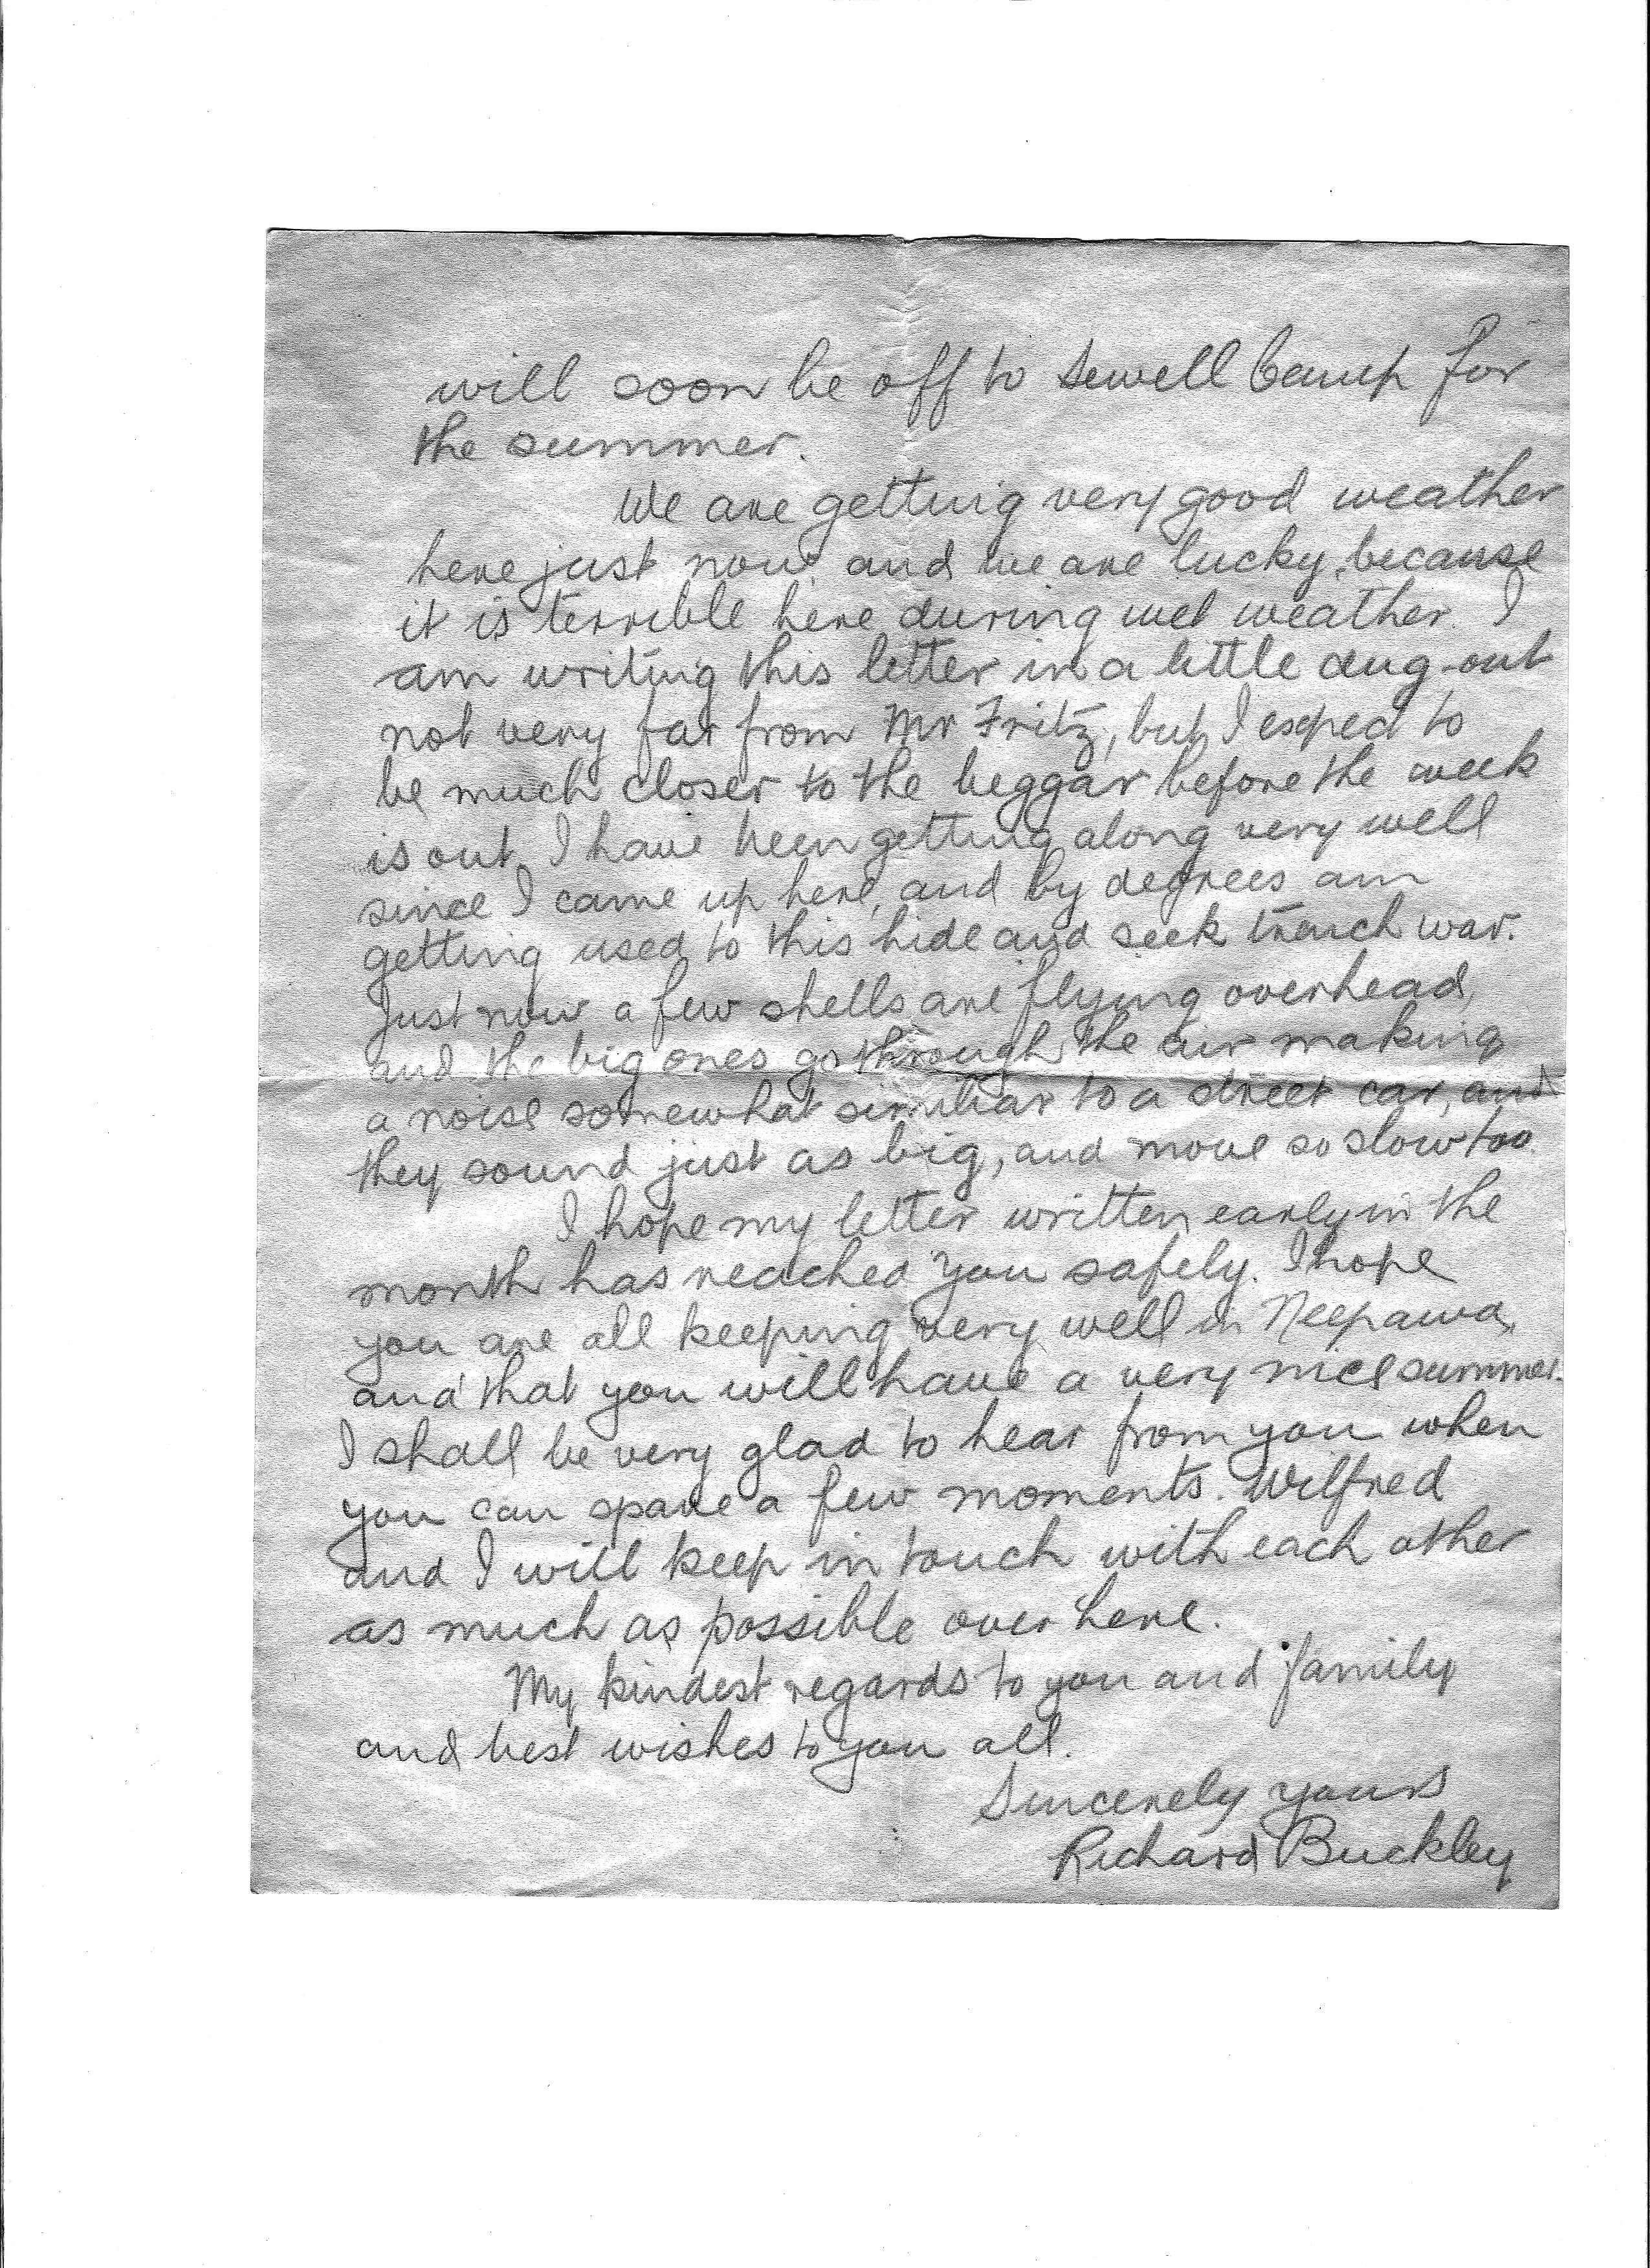 will soon be off to Sewell Camp for
the summer.
We are getting very good weather
here just now and we are lucky, because
it is terrible here during wet weather. I
am writing this letter in a little dug-out
not very far from Mr Fritz, but I expect to
be much closer to the beggar before the week
is out. I have been getting along very well
since I came up here, and by degrees am
getting used to this hide and seek trench war.
Just now a few shells are flying overhead,
and the big ones go through the air making
a noise somewhat similiar to a street car, and
they sound just as big, and move so slow too.
I hope my letter written early in the
month has reached you safely. I hope
you are all keeping very well in Neepawa,
and that you will have a very nice summer.
I shall be very glad to hear from you when
you can spare a few moments. Wilfred
and I will keep in touch with each other
as much as possible over here.
My kindest regards to you and family
and best wishes to you all.
Sincerely yours
Richard Buckley